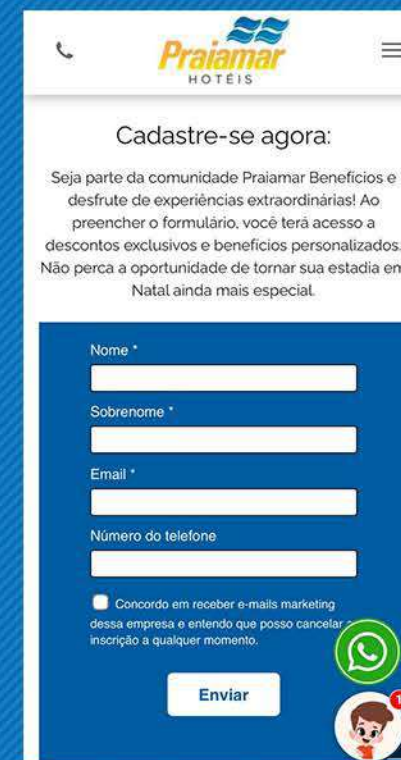 Praiamar
HOTÉIS
Cadastre-se agora:
Seja parte da comunidade Praiamar Benefícios e
desfrute de experiências extraordinárias! Ao
preencher o formulário, você terá acesso a
descontos exclusivos e benefícios personalizados.
Não perca a oportunidade de tornar sua estadia em
Natal ainda mais especial.
Nome *
Sobrenome *
Email *
Número do telefone
Concordo em receber e-mails marketing
dessa empresa e entendo que posso cancelar a
inscrição a qualquer momento.
Enviar
1